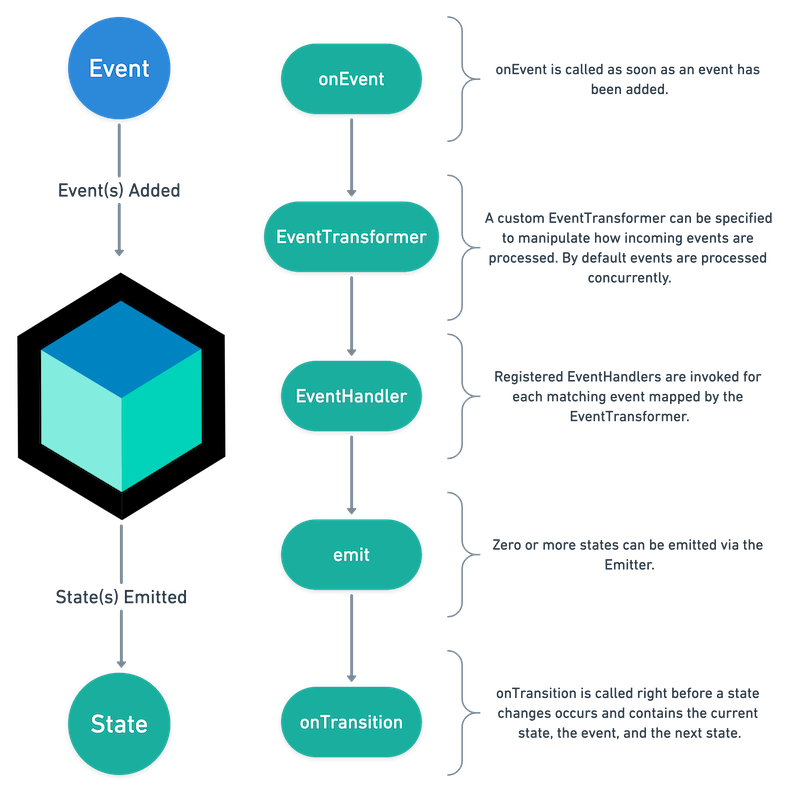 Event
Event(s) Added
State(s) Emitted
State
onEvent
onEvent is called as soon as an event has
been added.
EventTransformer
A custom EventTransformer can be specified
to manipulate how incoming events are
processed. By default events are processed
concurrently.
EventHandler
Registered EventHandlers are invoked for
each matching event mapped by the
EventTransformer.
emit
Zero or more states can be emitted via the
Emitter.
onTransition
onTransition is called right before a state
changes occurs and contains the current
state, the event, and the next state.